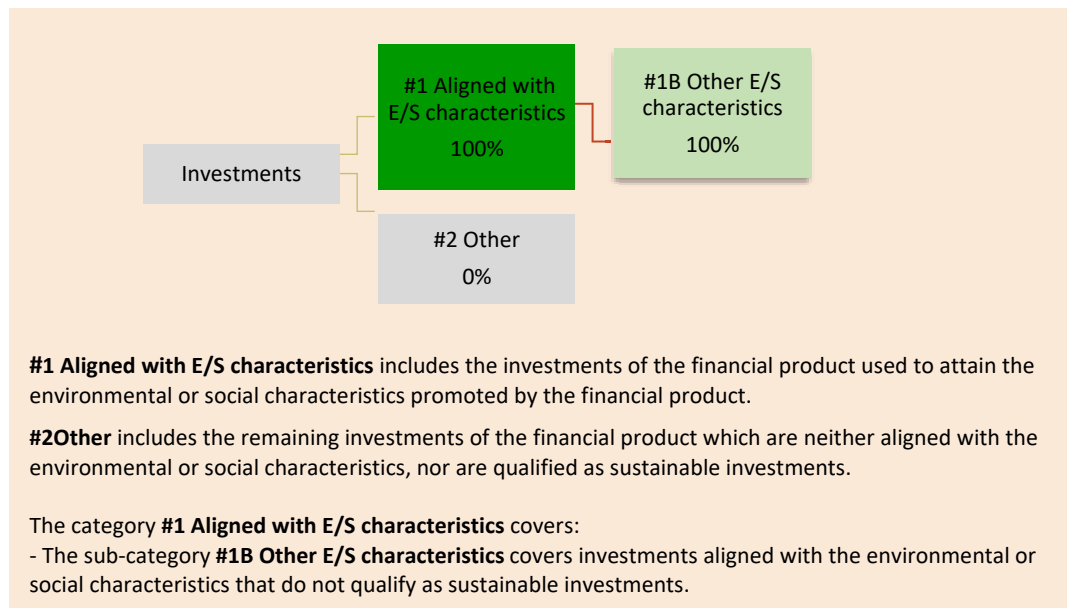 #1 Aligned with
E/S characteristics
100%
#1B Other E/S
characteristics
100%
Investments
#2 Other
0%
#1 Aligned with E/S characteristics includes the investments of the financial product used to attain the
environmental or social characteristics promoted by the financial product.
#2Other includes the remaining investments of the financial product which are neither aligned with the
environmental or social characteristics, nor are qualified as sustainable investments.
The category #1 Aligned with E/S characteristics covers:
- The sub-category #1B Other E/S characteristics covers investments aligned with the environmental or
social characteristics that do not qualify as sustainable investments.